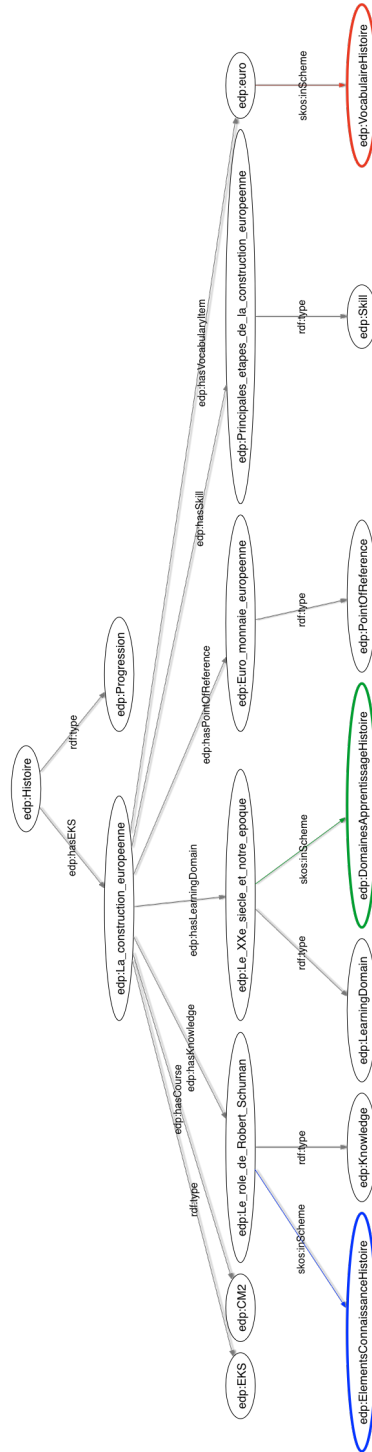 edp:Histoire
edp:hasEKS
rdf:type
edp:La_construction_europeenne
edp:Progression
rdf:type
edp:hasCourse
edp:hasKnowledge
edp:hasLearningDomain
edp:hasPointOfReference
edp:hasSkill
edp:hasVocabularyItem
edp:EKS
edp:CM2
edp:Le_role_de_Robert_Schuman
edp:Le_XXe_siecle_et_notre_epoque
edp:Euro_monnaie_europeenne
edp:Principales_etapes_de_la_construction_europeenne
edp:euro
skos:inScheme
rdf:type
rdf:type
skos:inScheme
rdf:type
rdf:type
skos:inScheme
edp:ElementsConnaissanceHistoire
edp:Knowledge
edp:LearningDomain
edp:DomainesApprentissageHistoire
edp:PointOfReference
edp:Skill
edp:VocabulaireHistoire